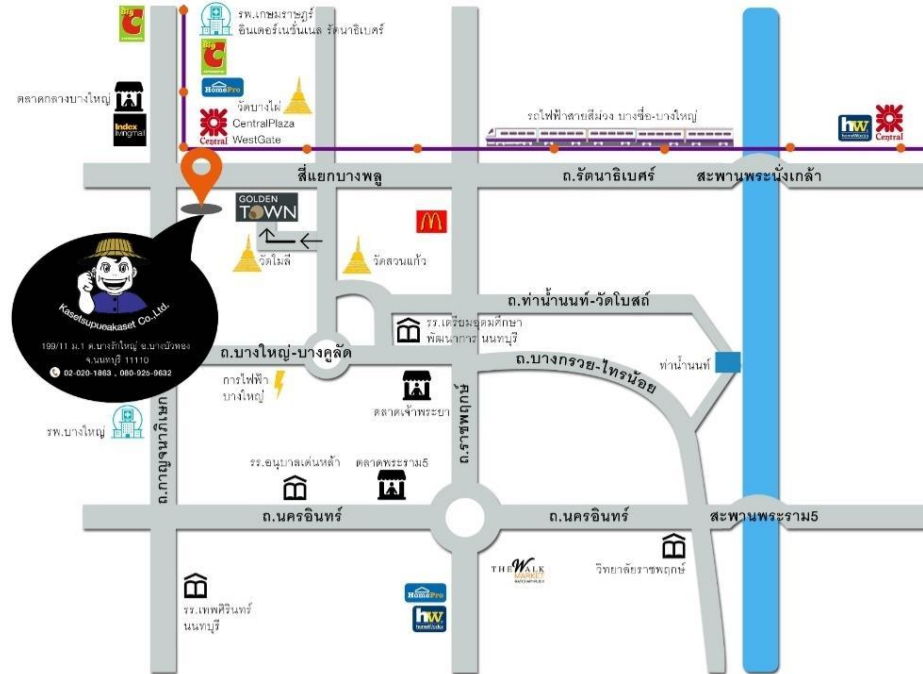 big
C
รพ.เกษมราษฎร์
อินเตอร์เนชั่นแนล รัตนาธิเบศร์
big
C
HomePro
ตลาดกลางบางใหญ่
Index
livingmall
วัดบางไผ่
CentralPlaza
Central
WestGate
รถไฟฟ้าสายสีม่วง บางซื่อ-บางใหญ่
hw
homeWorks
Central
สี่แยกบางพลู
ถ.รัตนาธิเบศร์
สะพานพระนั่งเกล้า
GOLDEN
TOWN
วัดโมลี
วัดสวนแก้ว
Kasetsupueakaset Co.,Ltd.
199/11 ม.1 ต.บางรักใหญ่ อ.บางบัวทอง
จ.นนทบุรี 11110
02-020-1863 , 080-925-9632
ถ.ท่าน้ำนนท์-วัดโบสถ์
รร.เตรียมอุดมศึกษา
พัฒนาการ นนทบุรี
ถ.บางใหญ่-บางคูลัด
ถ.บางกรวย-ไทรน้อย
ท่าน้ำนนท์
การไฟฟ้า
บางใหญ่
ตลาดเจ้าพระยา
รพ.บางใหญ่
ถ.กาญจนาภิเษก
ถ.ราชพฤกษ์
รร.อนุบาลเด่นหล้า
ตลาดพระราม5
ถ.นครอินทร์
ถ.นครอินทร์
สะพานพระราม5
THE WALK
MARKET
วิทยาลัยราชพฤกษ์
รร.เทพศิรินทร์
นนทบุรี
HomePro
hw
homeWorks